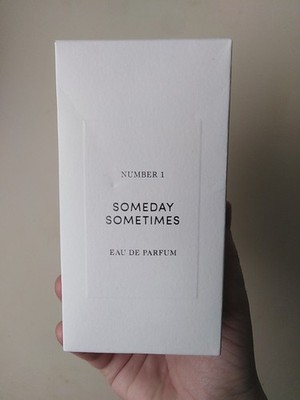 NUMBER 1
SOMEDAY
SOMETIMES
EAU DE PARFUM